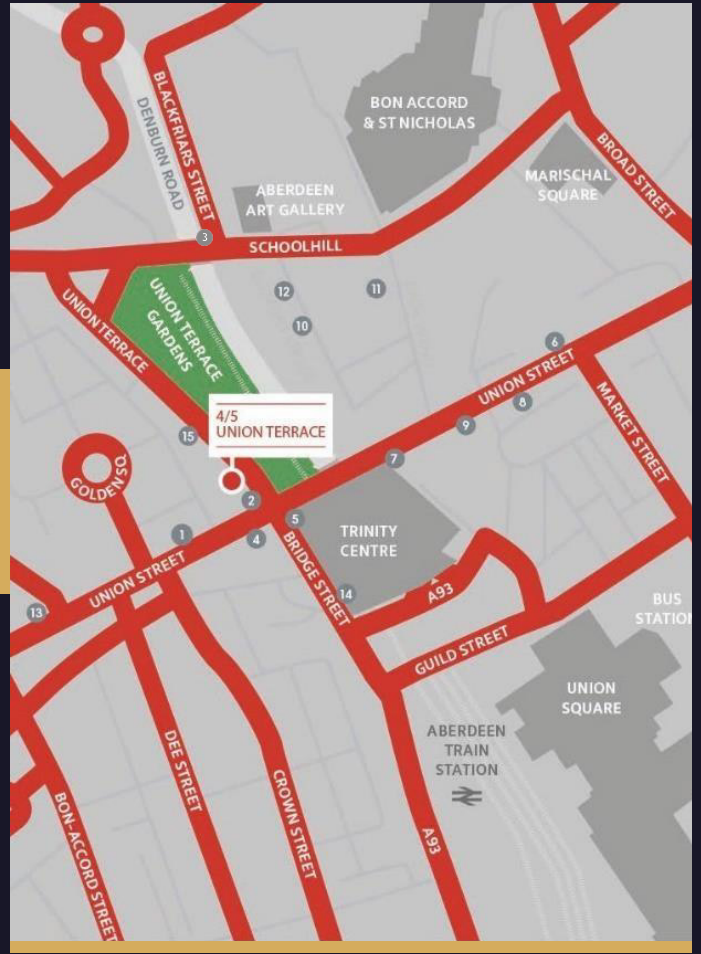 BLACKFRIARS STREET
DENBURN ROAD
BON ACCORD
& ST NICHOLAS
BROAD STREET
MARISCHAL
SQUARE
ABERDEEN
ART GALLERY
3
SCHOOLHILL
12
11
10
UNION TERRACE
GARDENS
UNION TERRACE
6
UNION STREET
8
MARKET STREET
9
4/5
UNION TERRACE
15
7
GOLDEN SQ.
2
5
1
4
TRINITY
CENTRE
BRIDGE STREET
UNION STREET
14
A93
13
BUS
STATION
GUILD STREET
UNION
SQUARE
ABERDEEN
TRAIN
STATION
DEE STREET
CROWN STREET
BON-ACCORD STREET
A93